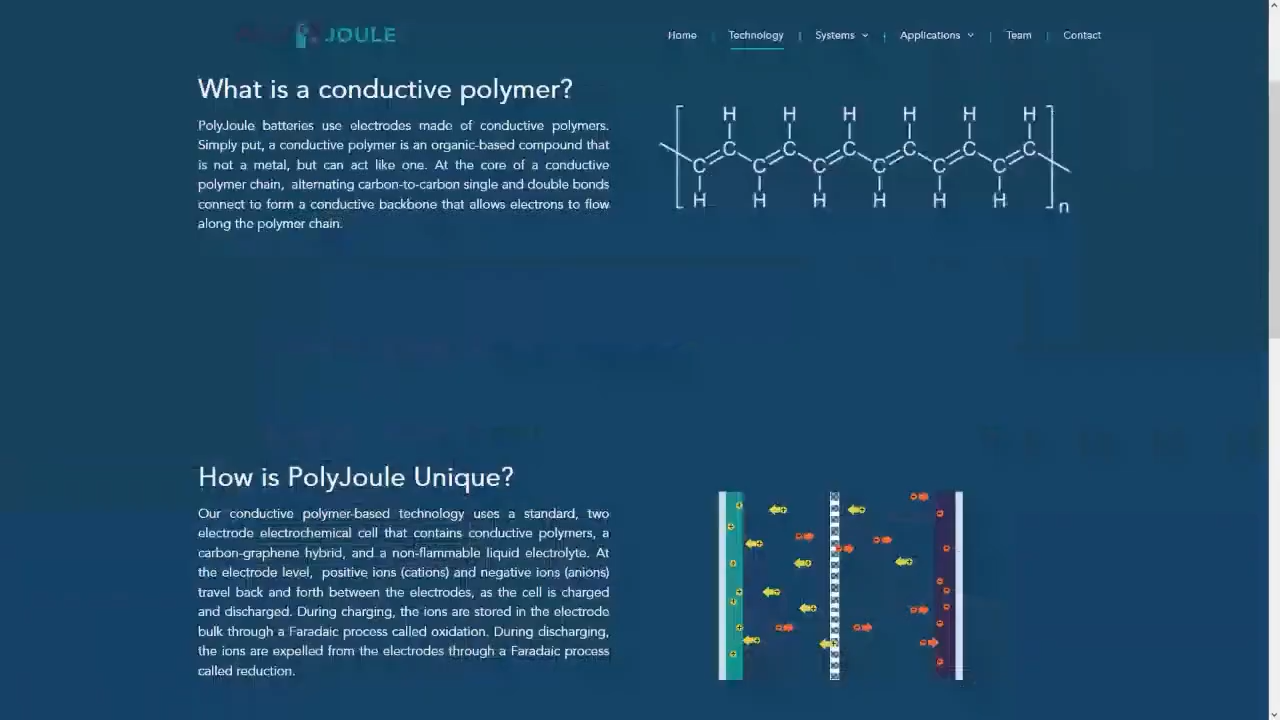 JOULE
Home | Technology | Systems | Applications | Team | Contact
What is a conductive polymer?
PolyJoule batteries use electrodes made of conductive polymers.
Simply put, a conductive polymer is an organic-based compound that
is not a metal, but can act like one. At the core of a conductive
polymer chain, alternating carbon-to-carbon single and double bonds
connect to form a conductive backbone that allows electrons to flow
along the polymer chain.
H H H H H H
C C C C C C
C C C C C C
H H H H H H
n
How is PolyJoule Unique?
Our conductive polymer-based technology uses a standard, two
electrode electrochemical cell that contains conductive polymers, a
carbon-graphene hybrid, and a non-flammable liquid electrolyte. At
the electrode level, positive ions (cations) and negative ions (anions)
travel back and forth between the electrodes, as the cell is charged
and discharged. During charging, the ions are stored in the electrode
bulk through a Faradaic process called oxidation. During discharging,
the ions are expelled from the electrodes through a Faradaic process
called reduction.